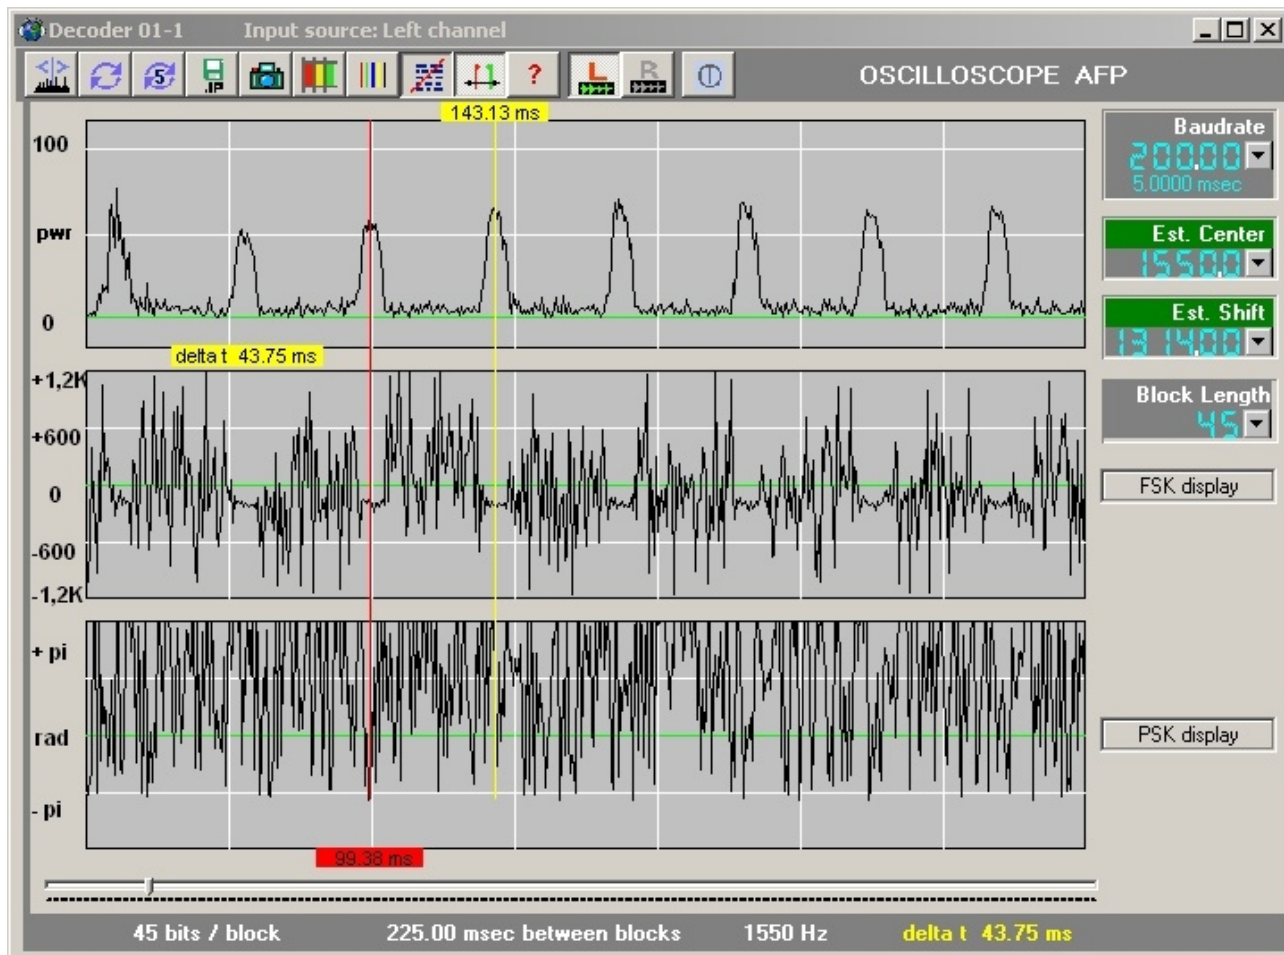 Decoder 01-1 Input source: Left channel
5 .IP ? L R OSCILLOSCOPE AFP
143.13 ms
100
pwr
0
delta t 43.75 ms
+1,2K
+600
0
-600
-1,2K
+ pi
rad
- pi
99.38 ms
Baudrate
200.00
5.0000 msec
Est. Center
1550.0
Est. Shift
1314.00
Block Length
45
FSK display
PSK display
45 bits / block 225.00 msec between blocks 1550 Hz delta t 43.75 ms